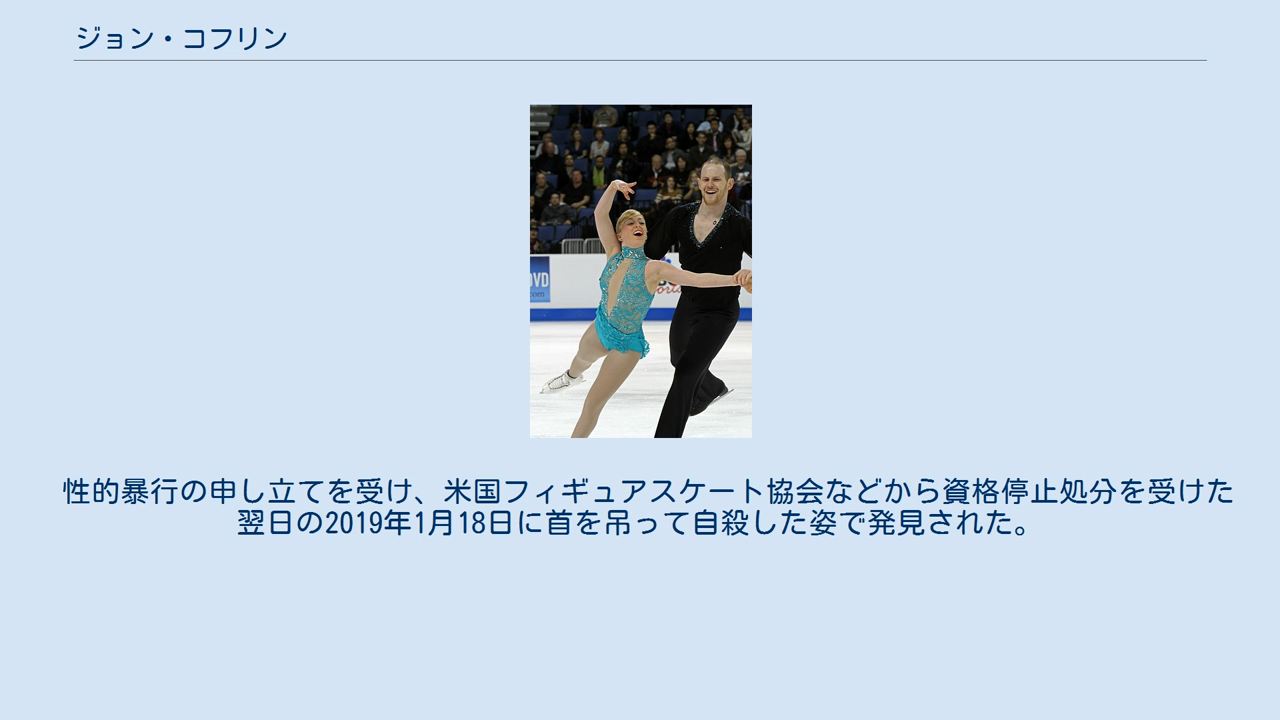 ジョン・コフリン
DVD
com
性的暴行の申し立てを受け、米国フィギュアスケート協会などから資格停止処分を受けた
翌日の2019年1月18日に首を吊って自殺した姿で発見された。